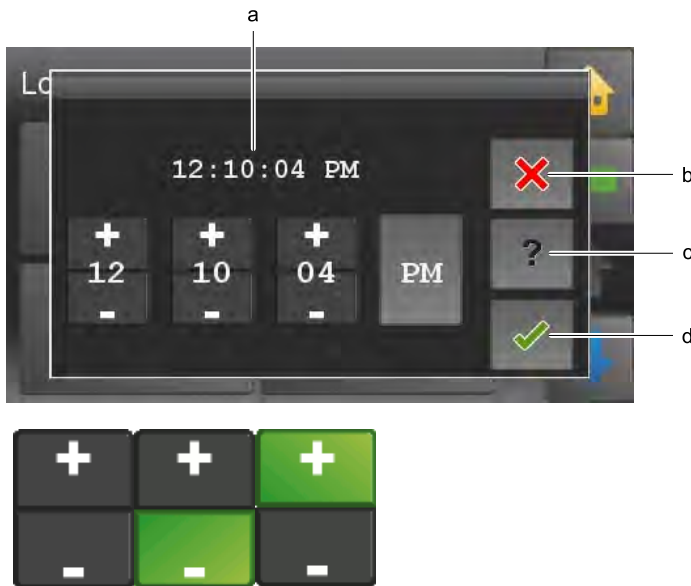 a
Lo
12:10:04 PM
b
+ + +
12 10 04 PM
- - -
?
c
d
+ + +
- - -